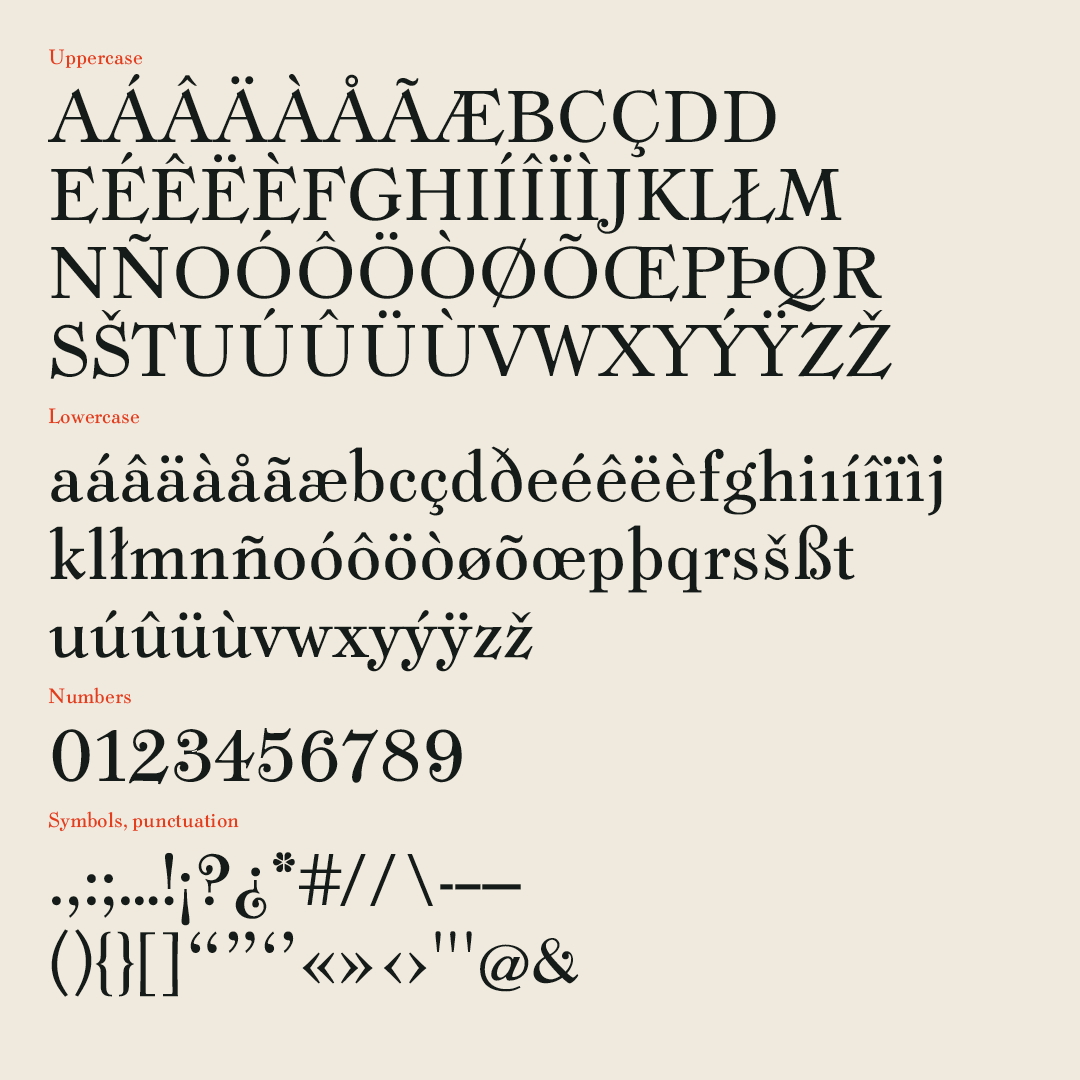 Uppercase
AÁÂÄÀÅÃÆBCÇDD
EÉÊËÈFGHIÍÎÏÌJKLŁM
NÑOÓÔÖÒØÕŒPÞQR
SŠTUÚÛÜÙVWXYÝŸZŽ
Lowercase
aáâäàåãæbcçdðeéêëèfghiıíîïìj
klłmnñoóôöòøõœpþqrsšßt
uúûüùvwxyýÿzž
Numbers
0123456789
Symbols, punctuation
.,:;...!¡?¿*#//\-–—
(){}[]“”‘’«»‹›"'@&